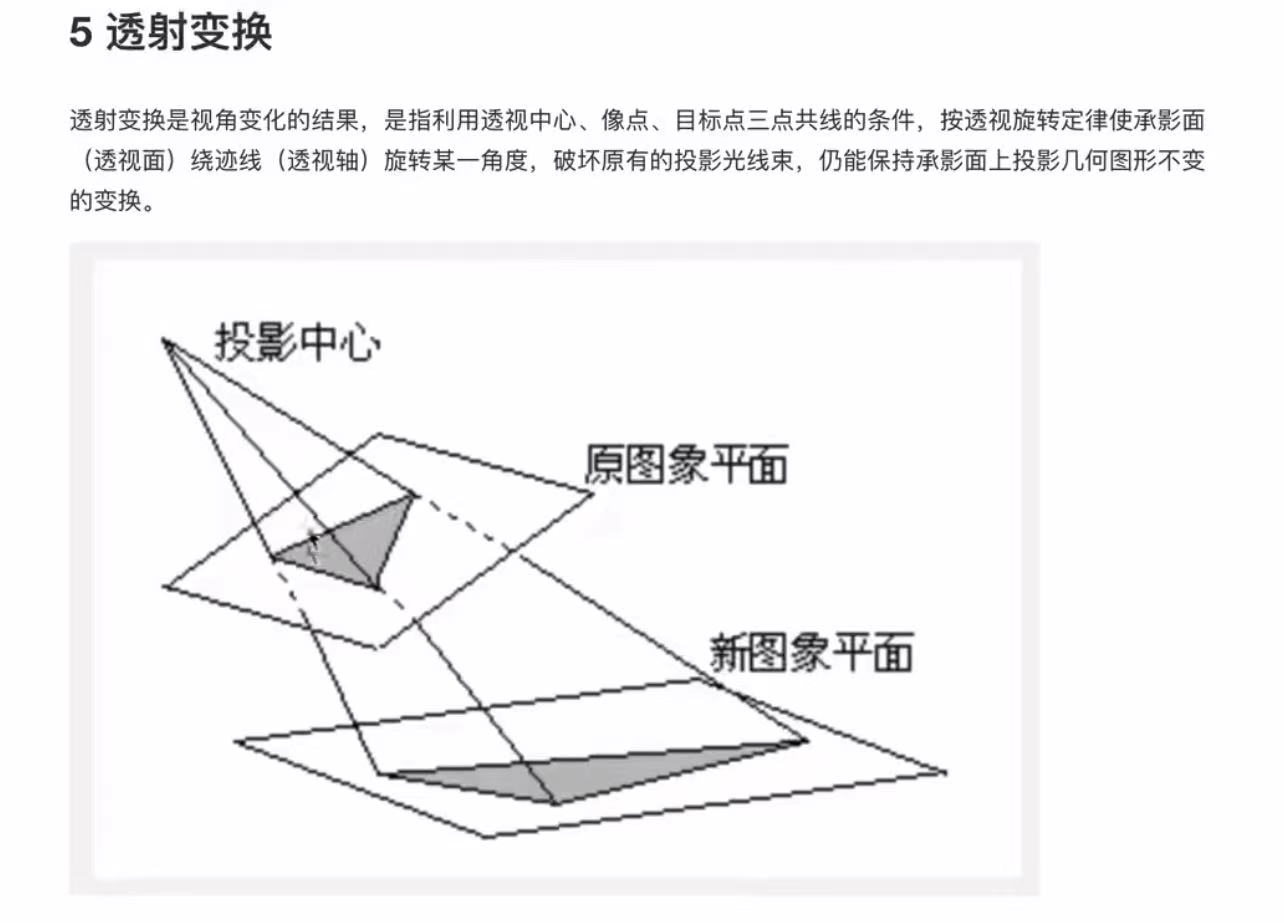 5 透射变换
透射变换是视角变化的结果，是指利用透视中心、像点、目标点三点共线的条件，按透视旋转定律使承影面
（透视面）绕迹线（透视轴）旋转某一角度，破坏原有的投影光线束，仍能保持承影面上投影几何图形不变
的变换。
投影中心
原图象平面
新图象平面